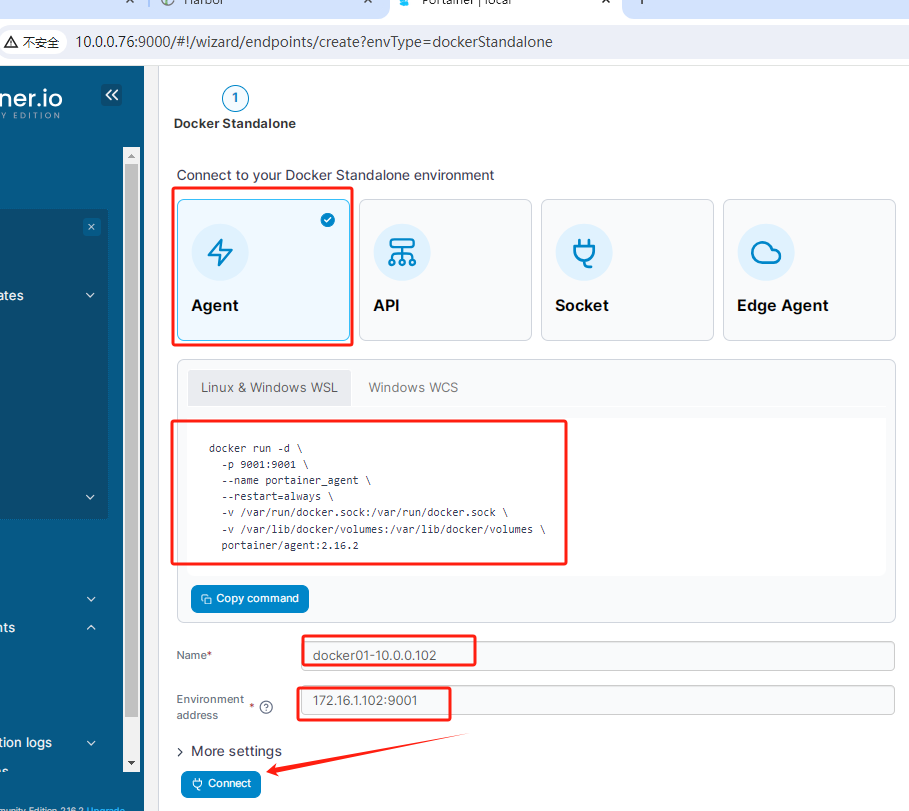 Harbor
Portainer | local
不安全
10.0.0.76:9000/#!/wizard/endpoints/create?envType=dockerStandalone
ner.io
Y EDITION
1
Docker Standalone
Connect to your Docker Standalone environment
Agent
API
Socket
Edge Agent
ates
Linux & Windows WSL
Windows WCS
docker run -d \
-p 9001:9001 \
--name portainer_agent \
--restart=always \
-v /var/run/docker.sock:/var/run/docker.sock \
-v /var/lib/docker/volumes:/var/lib/docker/volumes \
portainer/agent:2.16.2
Copy command
nts
Name*
docker01-10.0.0.102
Environment address *
172.16.1.102:9001
tion logs
More settings
Connect
munity Edition 2.16.2 Upgrade